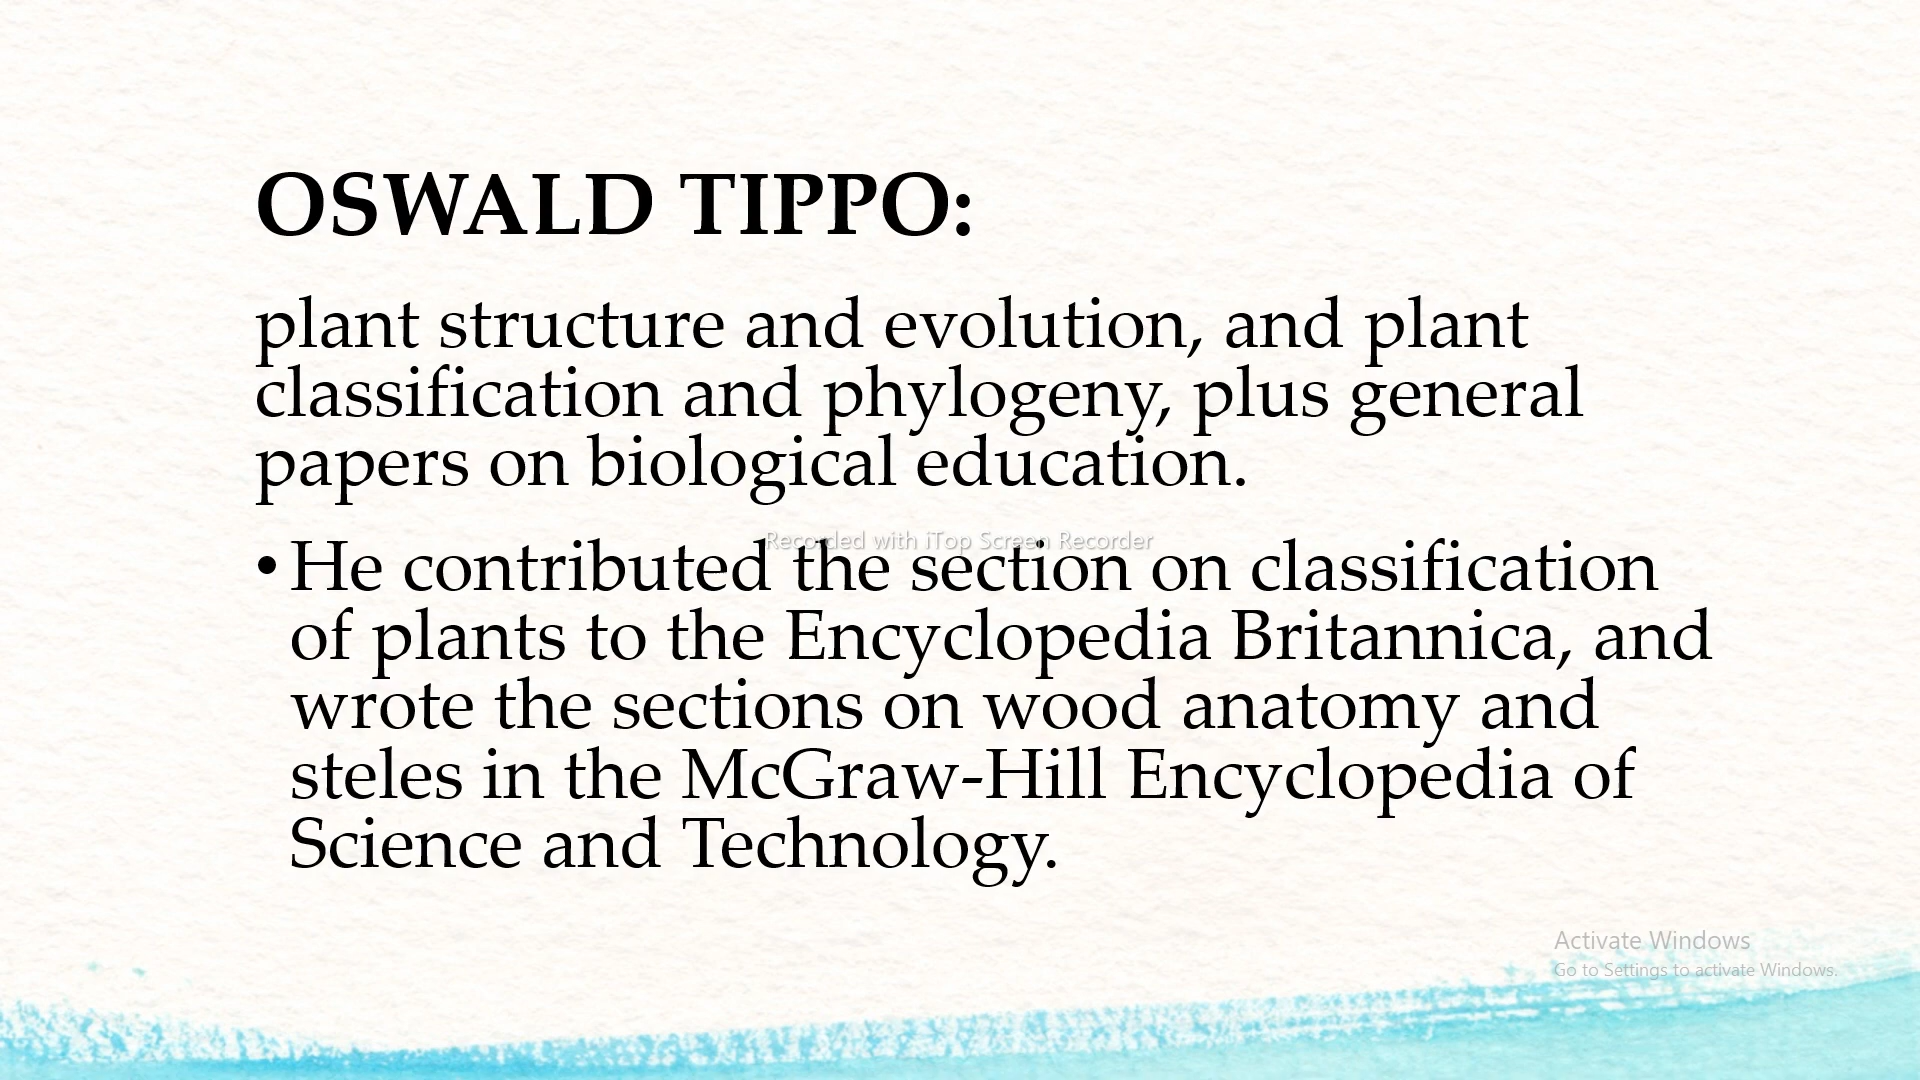 OSWALD TIPPO:
plant structure and evolution, and plant
classification and phylogeny, plus general
papers on biological education.
Recorded with iTop Screen Recorder
• He contributed the section on classification
of plants to the Encyclopedia Britannica, and
wrote the sections on wood anatomy and
steles in the McGraw-Hill Encyclopedia of
Science and Technology.
Activate Windows
Go to Settings to activate Windows.